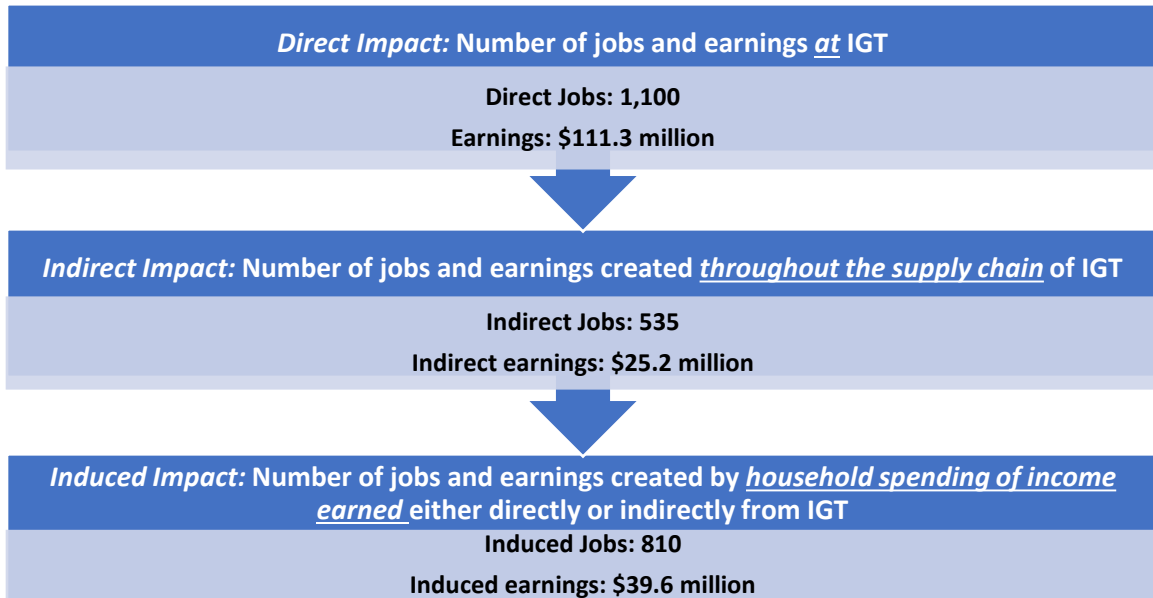 Direct Impact: Number of jobs and earnings at IGT
Direct Jobs: 1,100
Earnings: $111.3 million
Indirect Impact: Number of jobs and earnings created throughout the supply chain of IGT
Indirect Jobs: 535
Indirect earnings: $25.2 million
Induced Impact: Number of jobs and earnings created by household spending of income
earned either directly or indirectly from IGT
Induced Jobs: 810
Induced earnings: $39.6 million